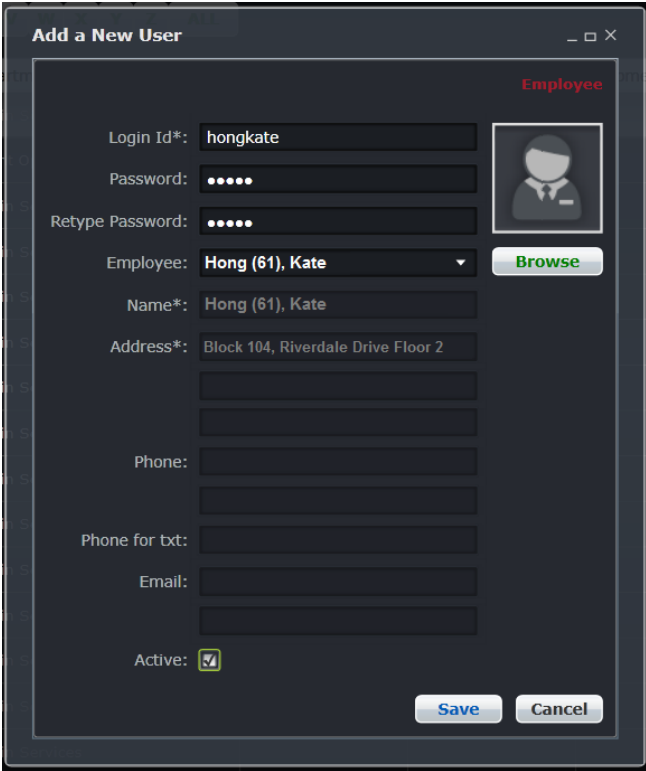 ALL
Add a New User
Employee
Login Id*: hongkate
Password: •••••
Retype Password: •••••
Employee: Hong (61), Kate
Browse
Name*: Hong (61), Kate
Address*: Block 104, Riverdale Drive Floor 2
Phone:
Phone for txt:
Email:
Active:
Save Cancel